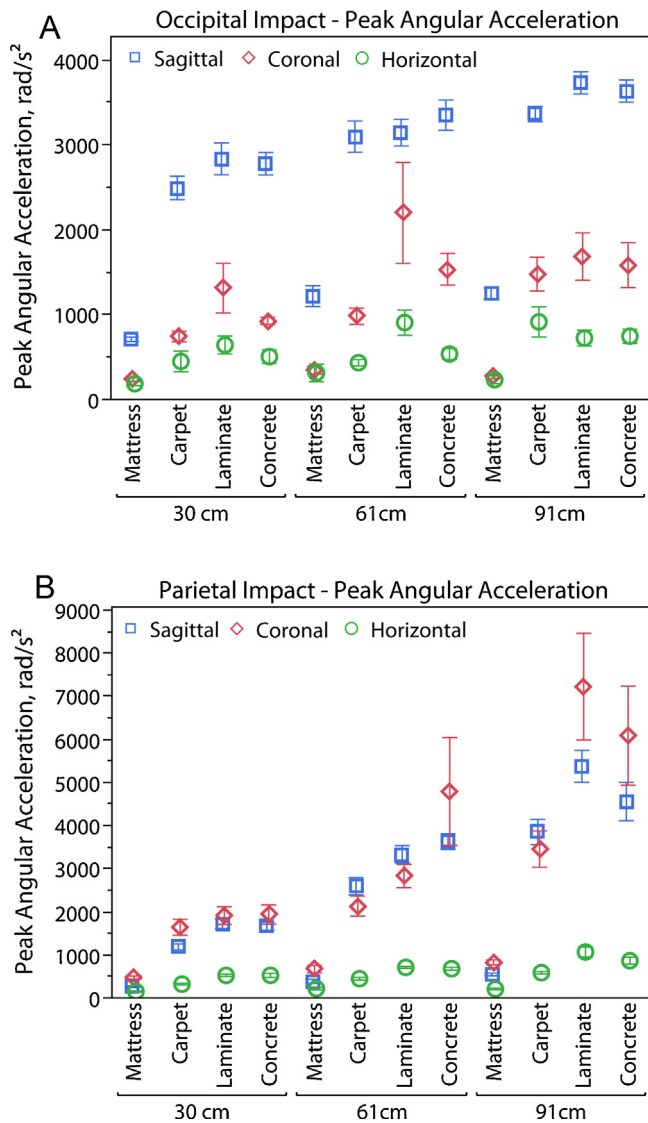 A
Occipital Impact - Peak Angular Acceleration
Sagittal Coronal Horizontal
Peak Angular Acceleration, rad/s²
4000
3000
2000
1000
0
Mattress Carpet Laminate Concrete Mattress Carpet Laminate Concrete Mattress Carpet Laminate Concrete
30 cm 61cm 91cm
B
Parietal Impact - Peak Angular Acceleration
Sagittal Coronal Horizontal
Peak Angular Acceleration, rad/s²
9000
8000
7000
6000
5000
4000
3000
2000
1000
0
Mattress Carpet Laminate Concrete Mattress Carpet Laminate Concrete Mattress Carpet Laminate Concrete
30 cm 61cm 91cm